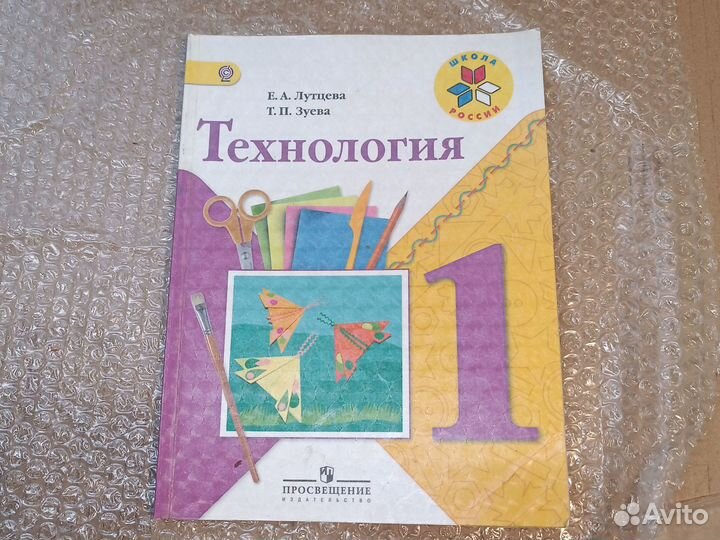 Е. А. Лутцева
Т. П. Зуева
ШКОЛА
РОССИИ
Технология
1
ПРОСВЕЩЕНИЕ
ИЗДАТЕЛЬСТВО
Avito